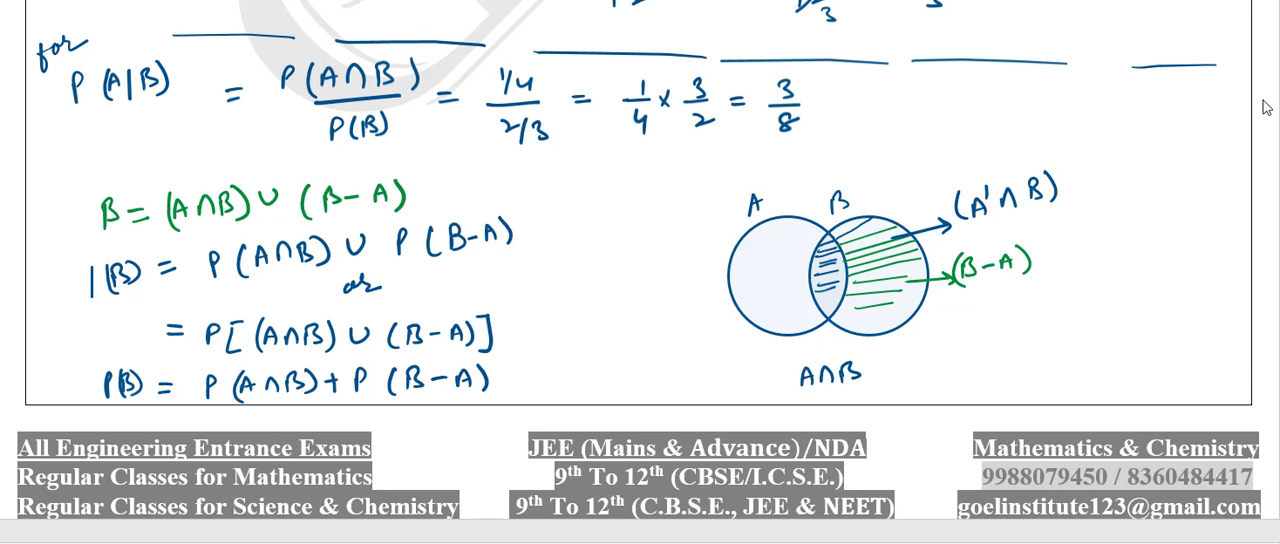 for
P(A|B) = P(A∩B)/P(B) = 1/4 / 2/3 = 1/4 × 3/2 = 3/8
B = (A∩B) ∪ (B-A)
P(B) = P(A∩B) ∪ P(B-A)
or
= P[(A∩B) ∪ (B-A)]
P(B) = P(A∩B) + P(B-A)
A B (A'∩B)
(B-A)
A∩B
All Engineering Entrance Exams JEE (Mains & Advance)/NDA Mathematics & Chemistry
Regular Classes for Mathematics 9th To 12th (CBSE/I.C.S.E.) 9988079450 / 8360484417
Regular Classes for Science & Chemistry 9th To 12th (C.B.S.E., JEE & NEET) goelinstitute123@gmail.com